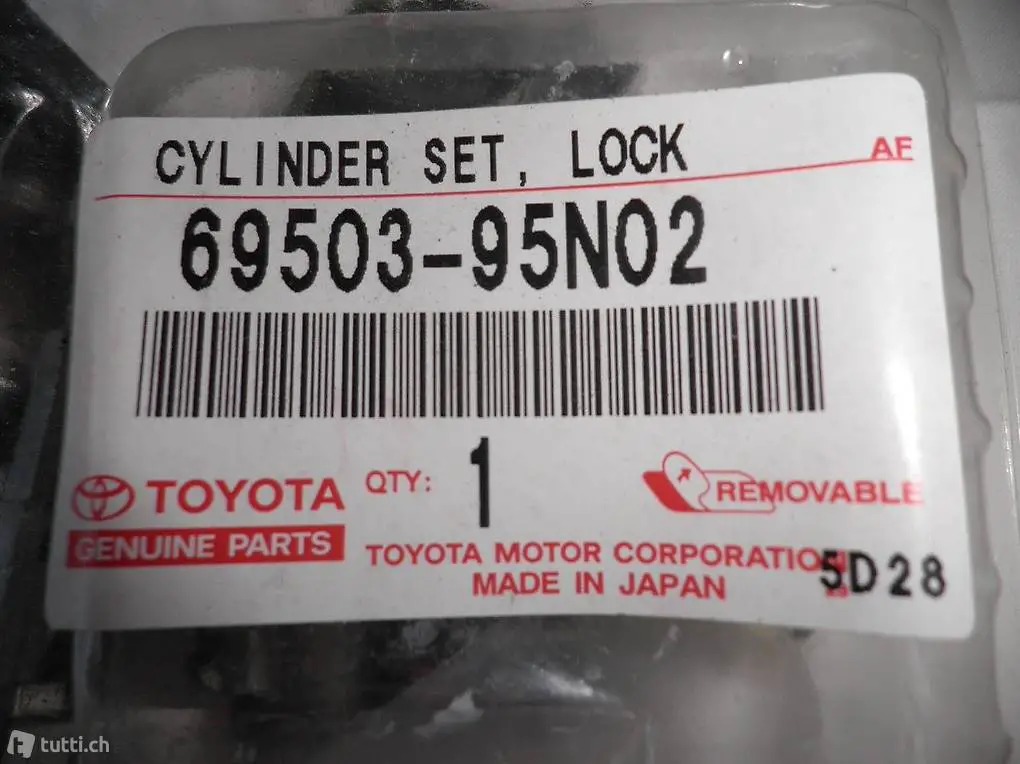 CYLINDER SET, LOCK
AF
69503-95N02
TOYOTA
GENUINE PARTS
QTY: 1
REMOVABLE
TOYOTA MOTOR CORPORATION
MADE IN JAPAN
5D28
tutti.ch